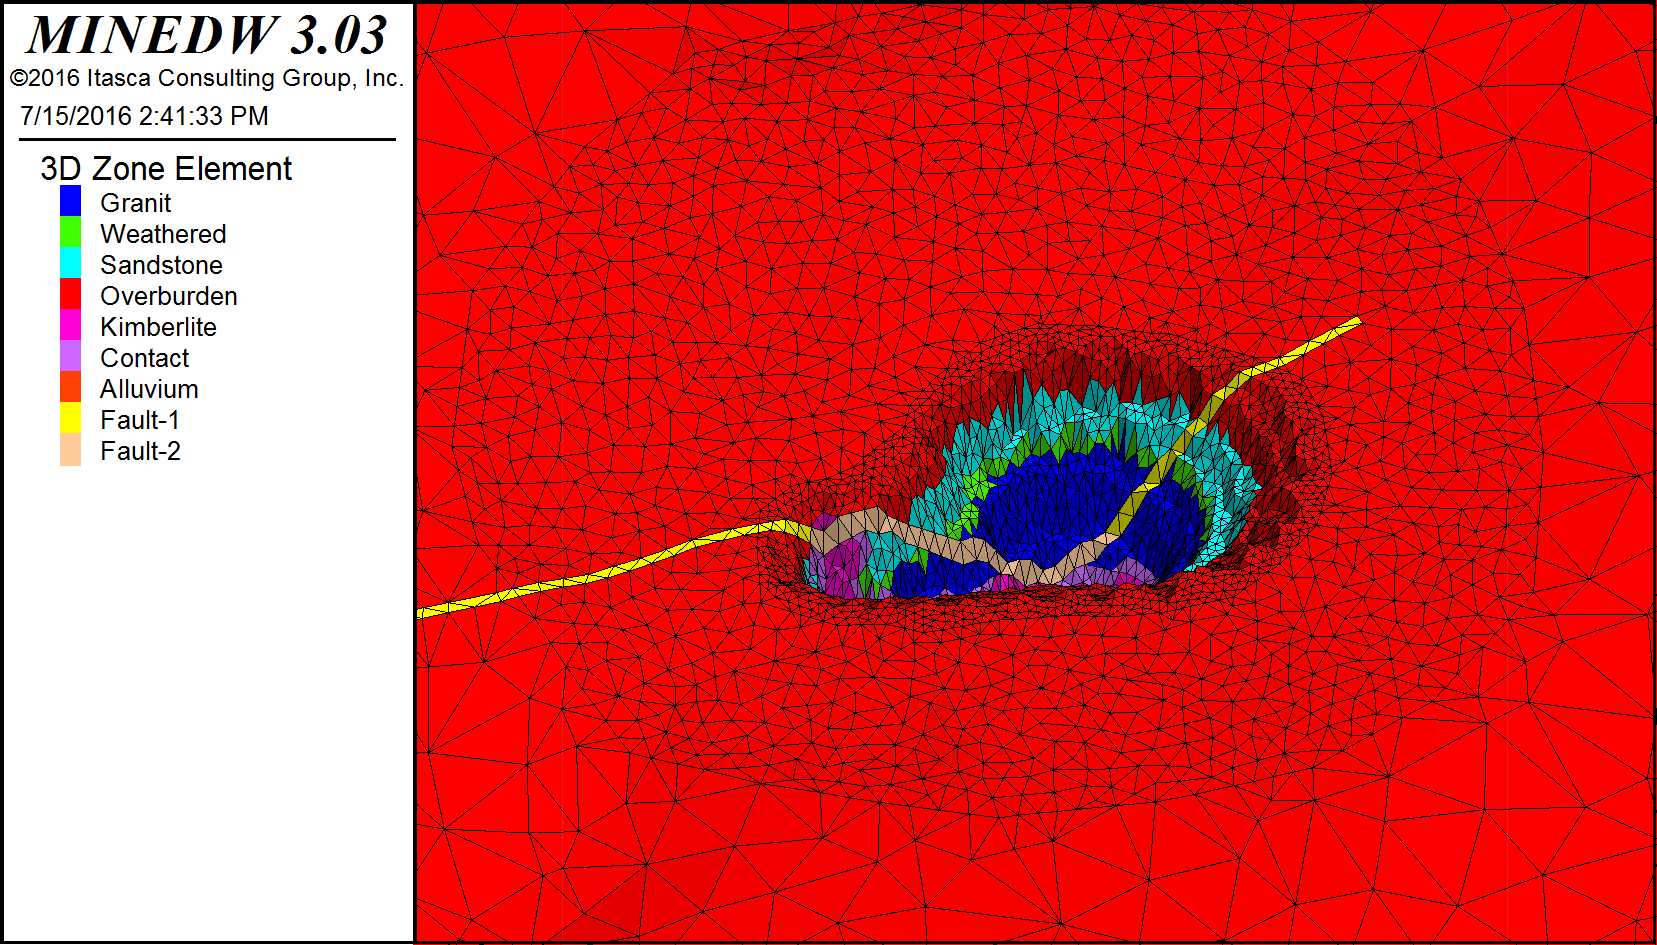 MINEDW 3.03
©2016 Itasca Consulting Group, Inc.
7/15/2016 2:41:33 PM
3D Zone Element
Granit
Weathered
Sandstone
Overburden
Kimberlite
Contact
Alluvium
Fault-1
Fault-2